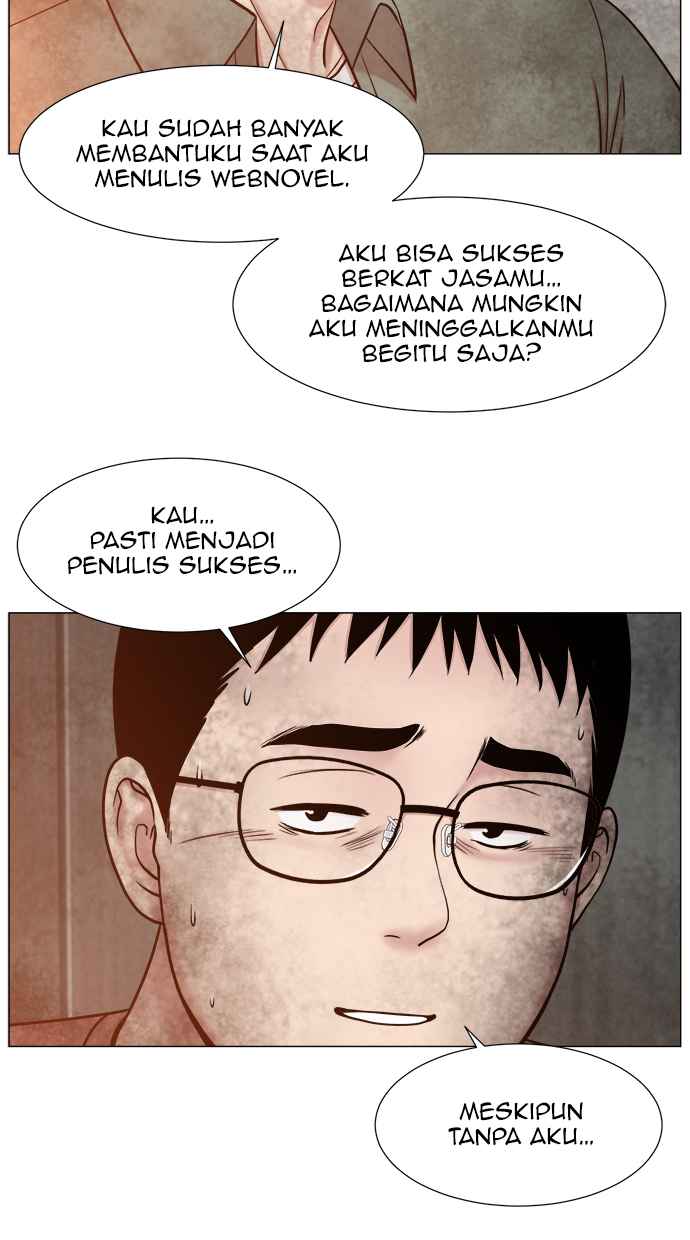 KAU SUDAH BANYAK
MEMBANTUKU SAAT AKU
MENULIS WEBNOVEL.
AKU BISA SUKSES
BERKAT JASAMU...
BAGAIMANA MUNGKIN
AKU MENINGGALKANMU
BEGITU SAJA?
KAU...
PASTI MENJADI
PENULIS SUKSES...
MESKIPUN
TANPA AKU...